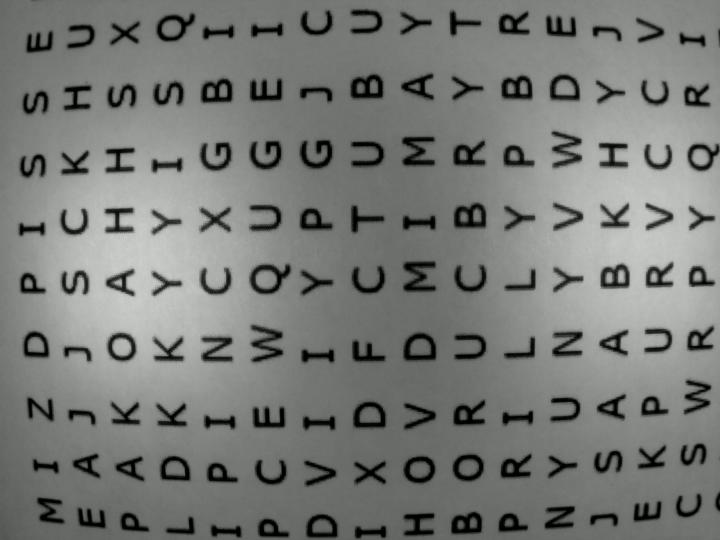 M I Z D P I S S E
E A J J S C K H U
P A K O A H H S X
L D K K Y Y I S Q
I P I N C X G B I
P C E W Q U G E I
D V I I Y P G J C
I X D F C T U B U
H O V D M I M A Y
B O R U C B R Y T
P R I L L Y P B R
N Y U N Y V W D E
J S A A B K H Y J
E K P U R V C C V
C S W R P Y Q R I